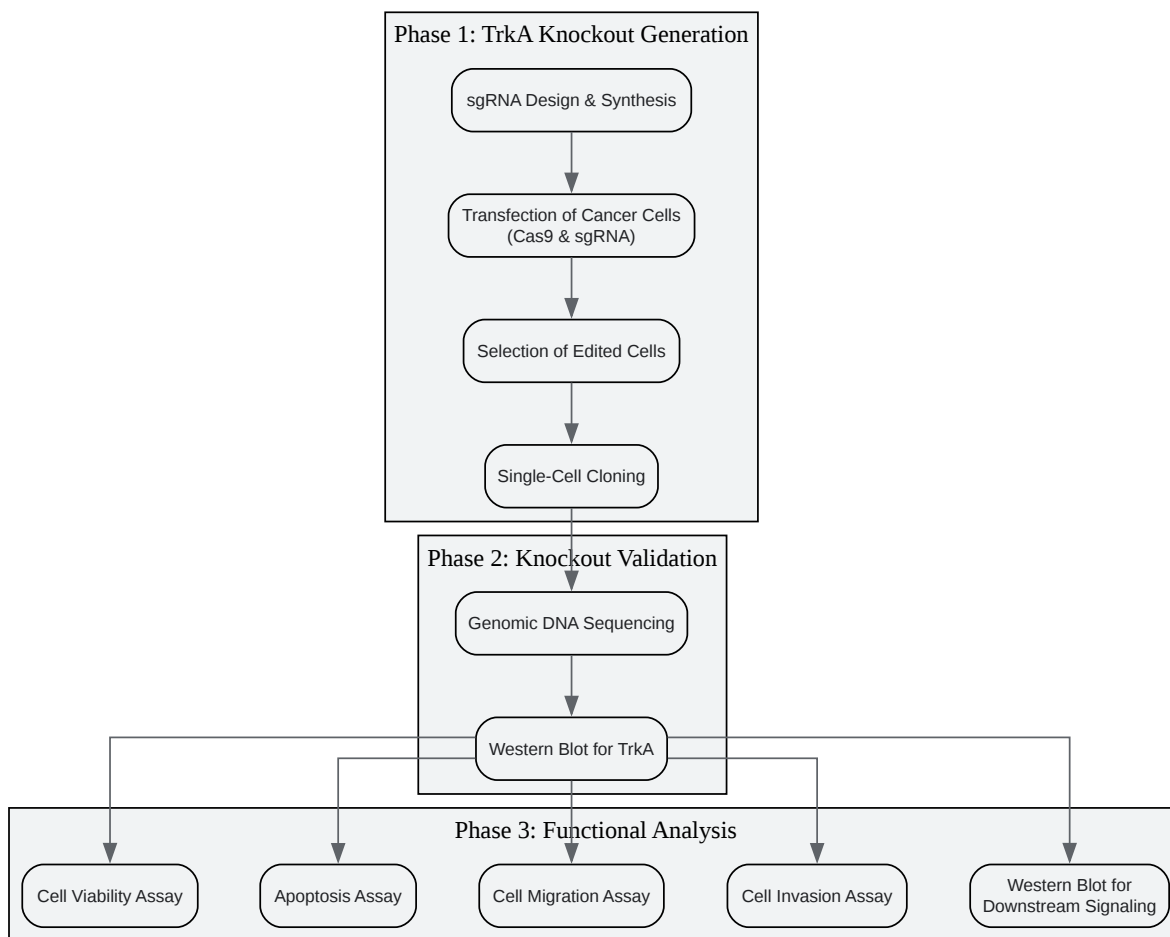 Phase 1: TrkA Knockout Generation
sgRNA Design & Synthesis
Transfection of Cancer Cells
(Cas9 & sgRNA)
Selection of Edited Cells
Single-Cell Cloning
Phase 2: Knockout Validation
Genomic DNA Sequencing
Western Blot for TrkA
Phase 3: Functional Analysis
Cell Viability Assay
Apoptosis Assay
Cell Migration Assay
Cell Invasion Assay
Western Blot for
Downstream Signaling